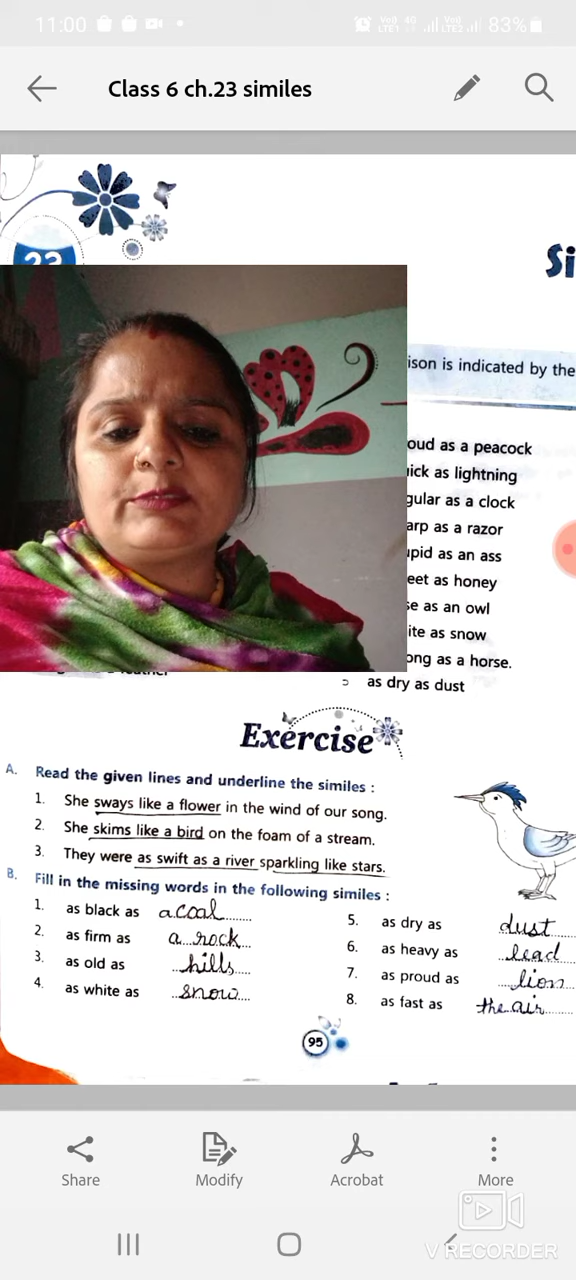 11:00
Vo)) 4G
LTE1
Vo))
LTE2
83%
Class 6 ch.23 similes
23
Si
ison is indicated by the
oud as a peacock
ick as lightning
gular as a clock
arp as a razor
upid as an ass
eet as honey
se as an owl
ite as snow
ong as a horse.
as dry as dust
Exercise
A. Read the given lines and underline the similes :
1. She sways like a flower in the wind of our song.
2. She skims like a bird on the foam of a stream.
3. They were as swift as a river sparkling like stars.
B. Fill in the missing words in the following similes :
1. as black as a coal
2. as firm as a rock
3. as old as hills
4. as white as snow
5. as dry as dust
6. as heavy as lead
7. as proud as lion
8. as fast as the air
95
Share
Modify
Acrobat
More
V RECORDER